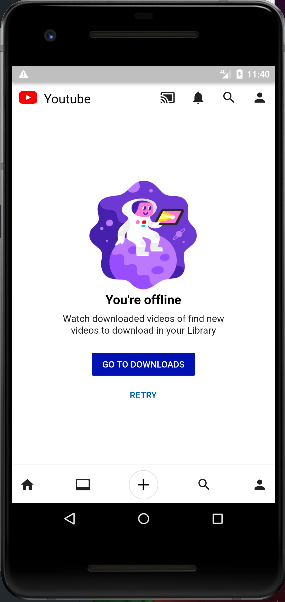 11:40
Youtube
You're offline
Watch downloaded videos of find new
videos to download in your Library
GO TO DOWNLOADS
RETRY